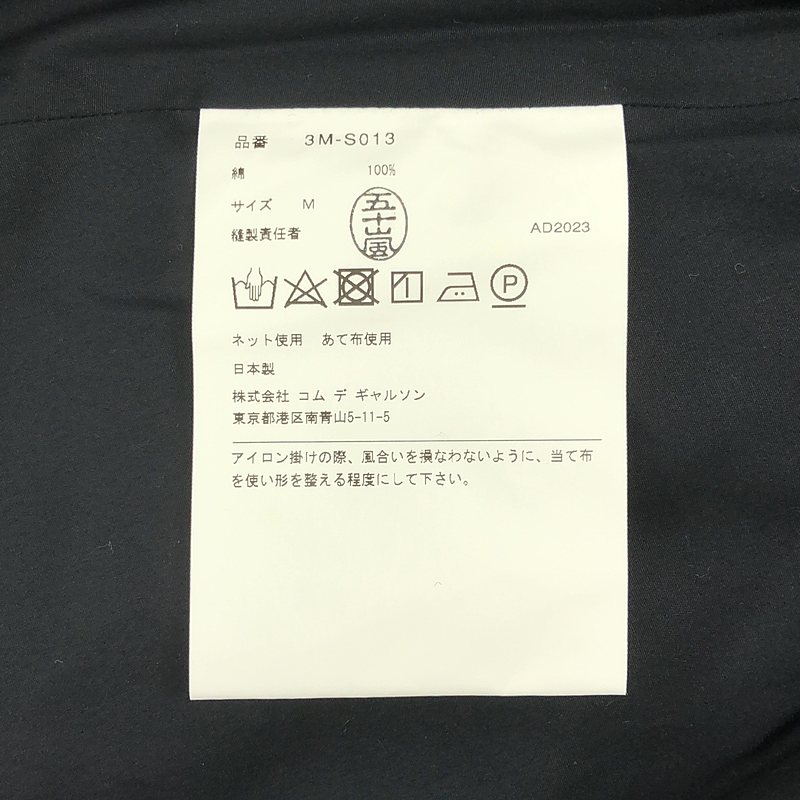 品番 3M-S013
綿 100%
サイズ M
縫製責任者 五十嵐 AD2023
P
ネット使用 あて布使用
日本製
株式会社 コム デ ギャルソン
東京都港区南青山5-11-5
アイロン掛けの際、風合いを損なわないように、当て布
を使い形を整える程度にして下さい。